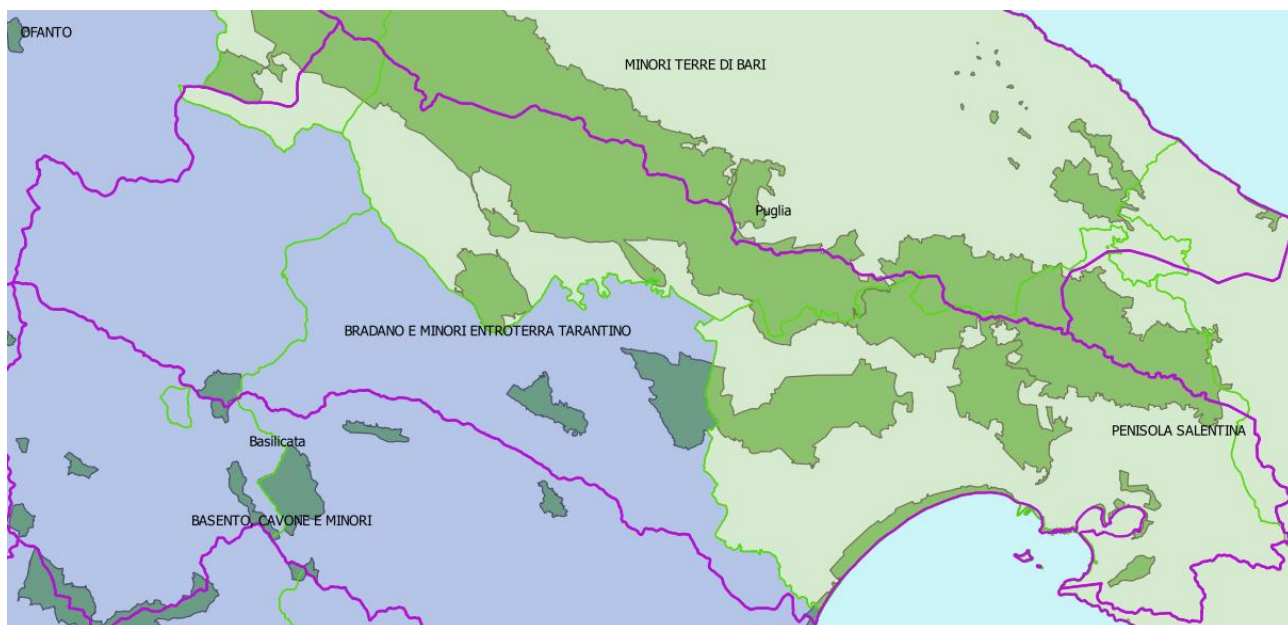 OFANTO
MINORI TERRE DI BARI
Puglia
BRADANO E MINORI ENTROTERRA TARANTINO
Basilicata
PENISOLA SALENTINA
BASENTO, CAVONE E MINORI